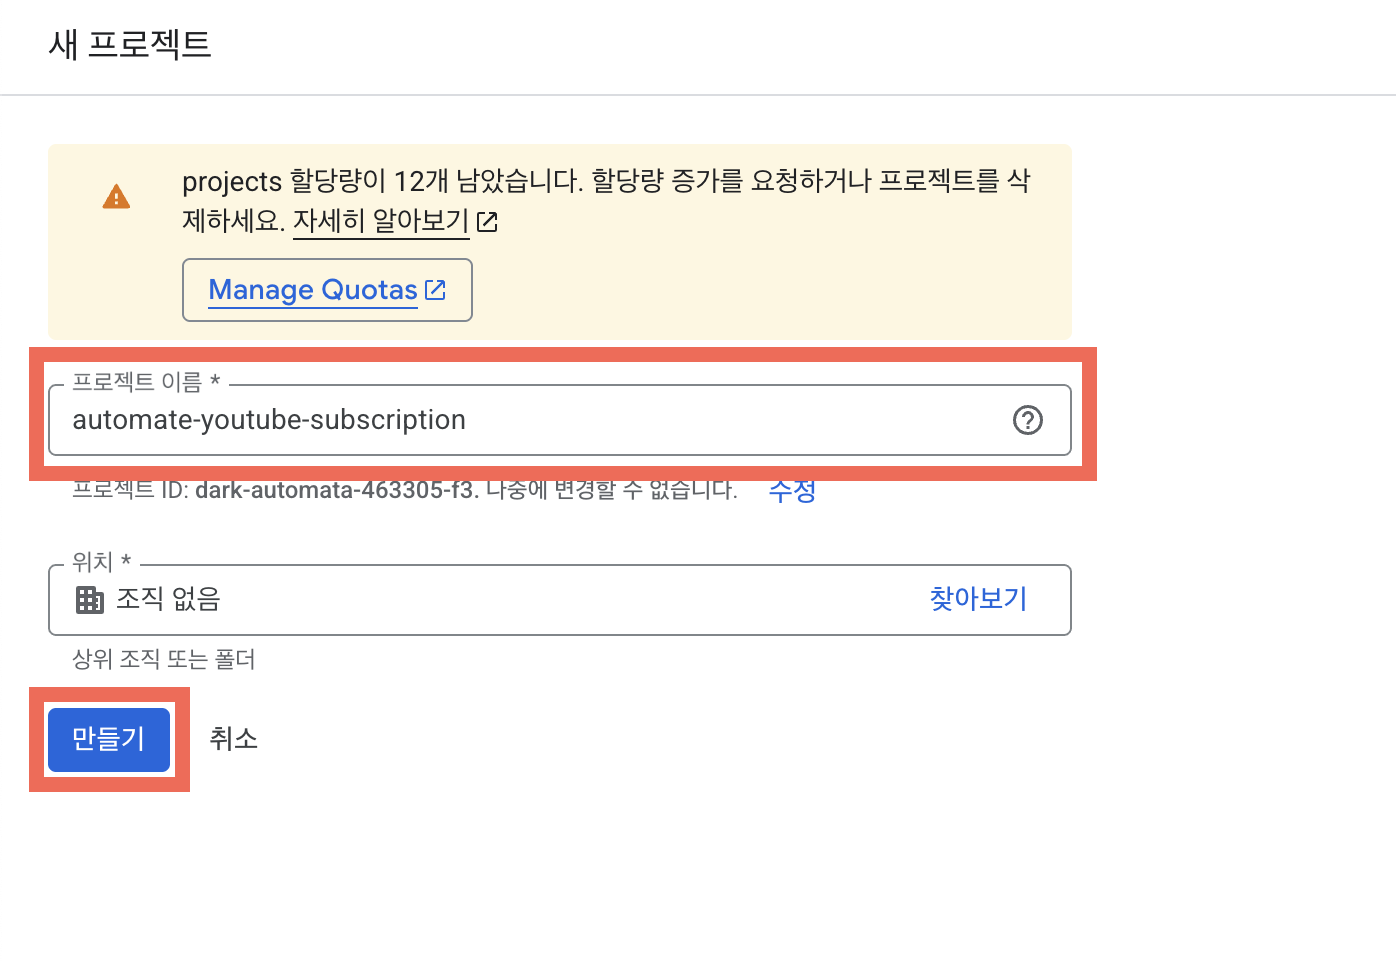 새 프로젝트
projects 할당량이 12개 남았습니다. 할당량 증가를 요청하거나 프로젝트를 삭
제하세요. 자세히 알아보기
Manage Quotas
프로젝트 이름 *
automate-youtube-subscription
프로젝트 ID: dark-automata-463305-f3. 나중에 변경할 수 없습니다. 수정
위치 *
조직 없음 찾아보기
상위 조직 또는 폴더
만들기 취소